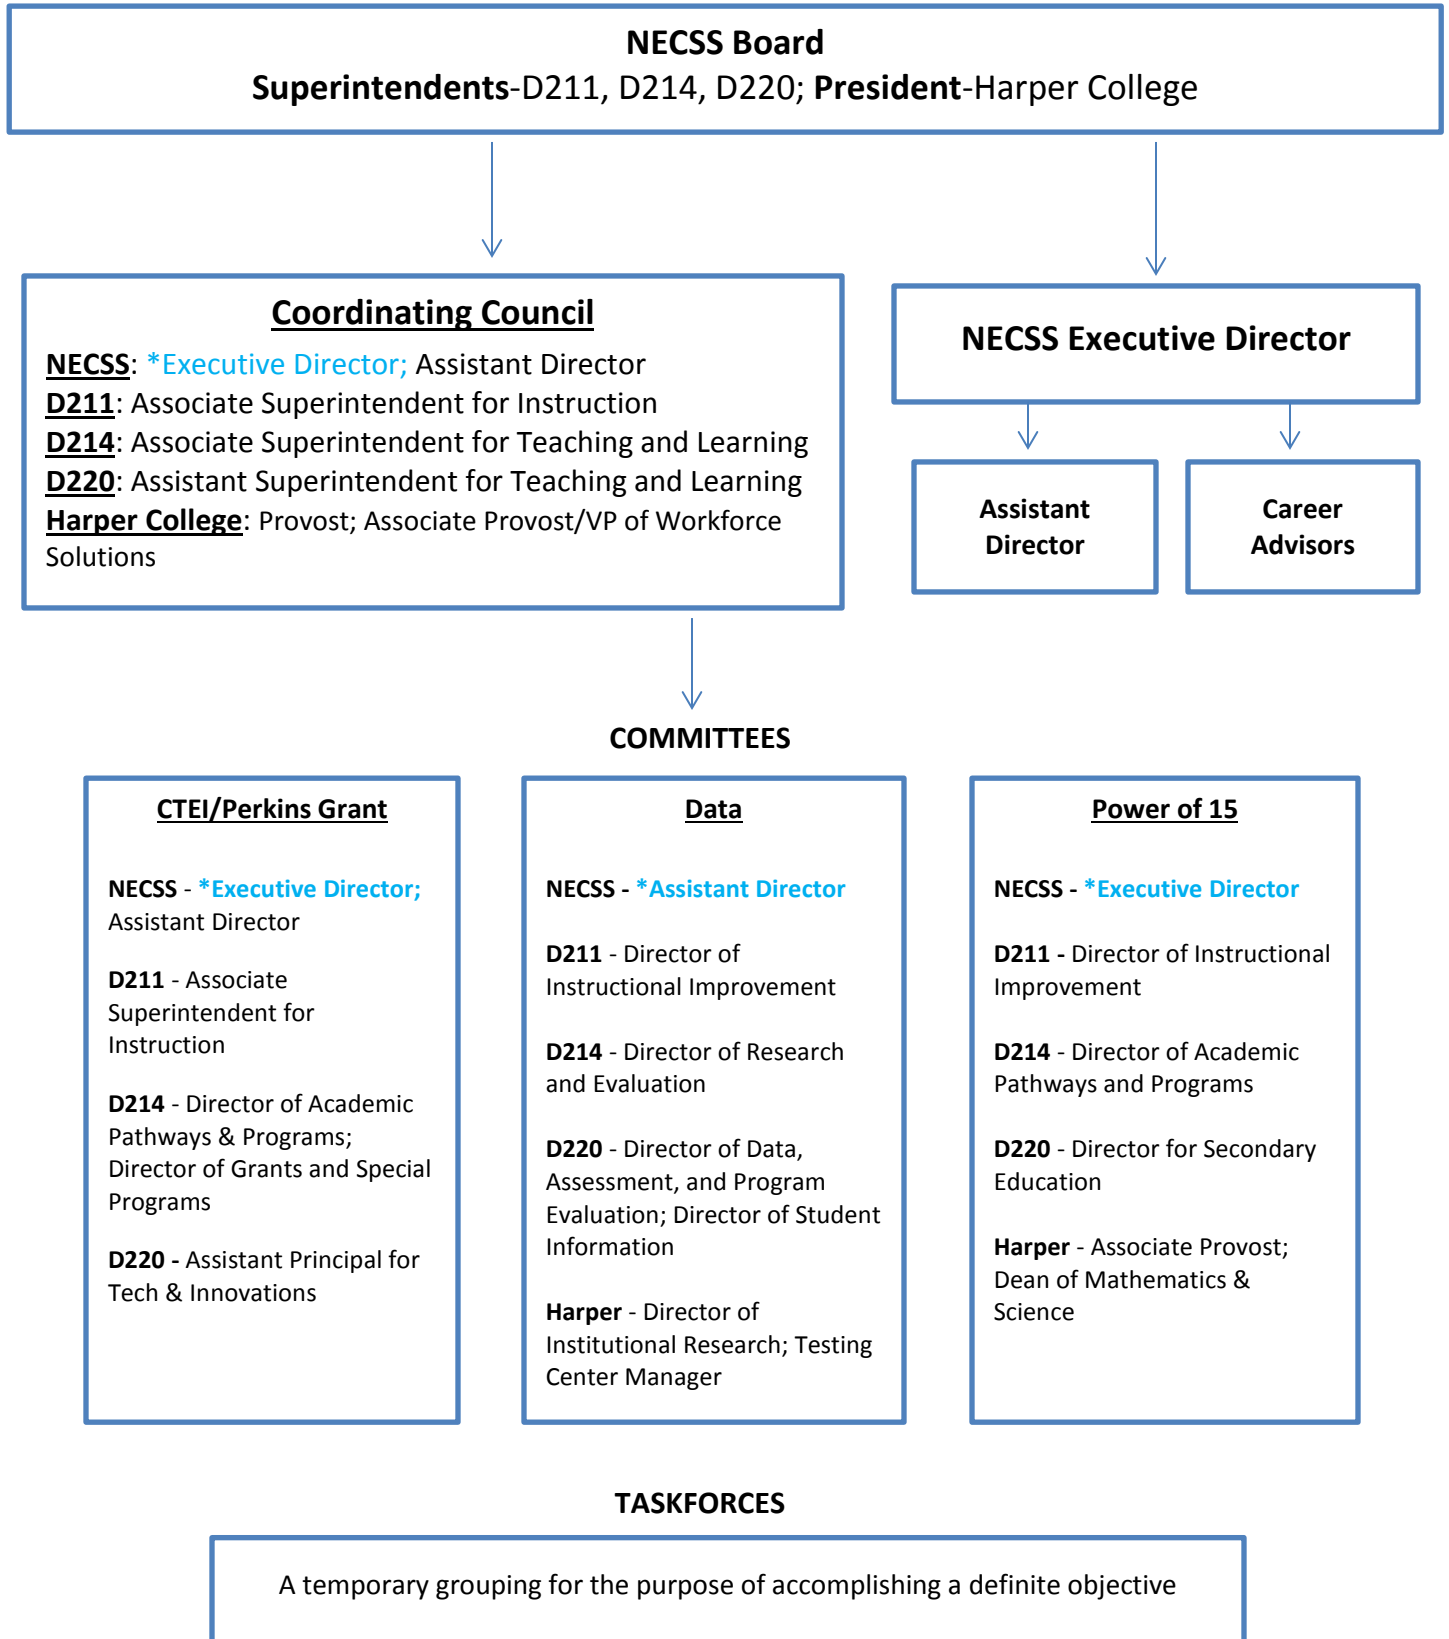 NECSS Board
Superintendents-D211, D214, D220; President-Harper College
Coordinating Council
NECSS: *Executive Director; Assistant Director
D211: Associate Superintendent for Instruction
D214: Associate Superintendent for Teaching and Learning
D220: Assistant Superintendent for Teaching and Learning
Harper College: Provost; Associate Provost/VP of Workforce
Solutions
NECSS Executive Director
Assistant
Director
Career
Advisors
COMMITTEES
CTEI/Perkins Grant
NECSS - *Executive Director;
Assistant Director
D211 - Associate
Superintendent for
Instruction
D214 - Director of Academic
Pathways & Programs;
Director of Grants and Special
Programs
D220 - Assistant Principal for
Tech & Innovations
Data
NECSS - *Assistant Director
D211 - Director of
Instructional Improvement
D214 - Director of Research
and Evaluation
D220 - Director of Data,
Assessment, and Program
Evaluation; Director of Student
Information
Harper - Director of
Institutional Research; Testing
Center Manager
Power of 15
NECSS - *Executive Director
D211 - Director of Instructional
Improvement
D214 - Director of Academic
Pathways and Programs
D220 - Director for Secondary
Education
Harper - Associate Provost;
Dean of Mathematics &
Science
TASKFORCES
A temporary grouping for the purpose of accomplishing a definite objective